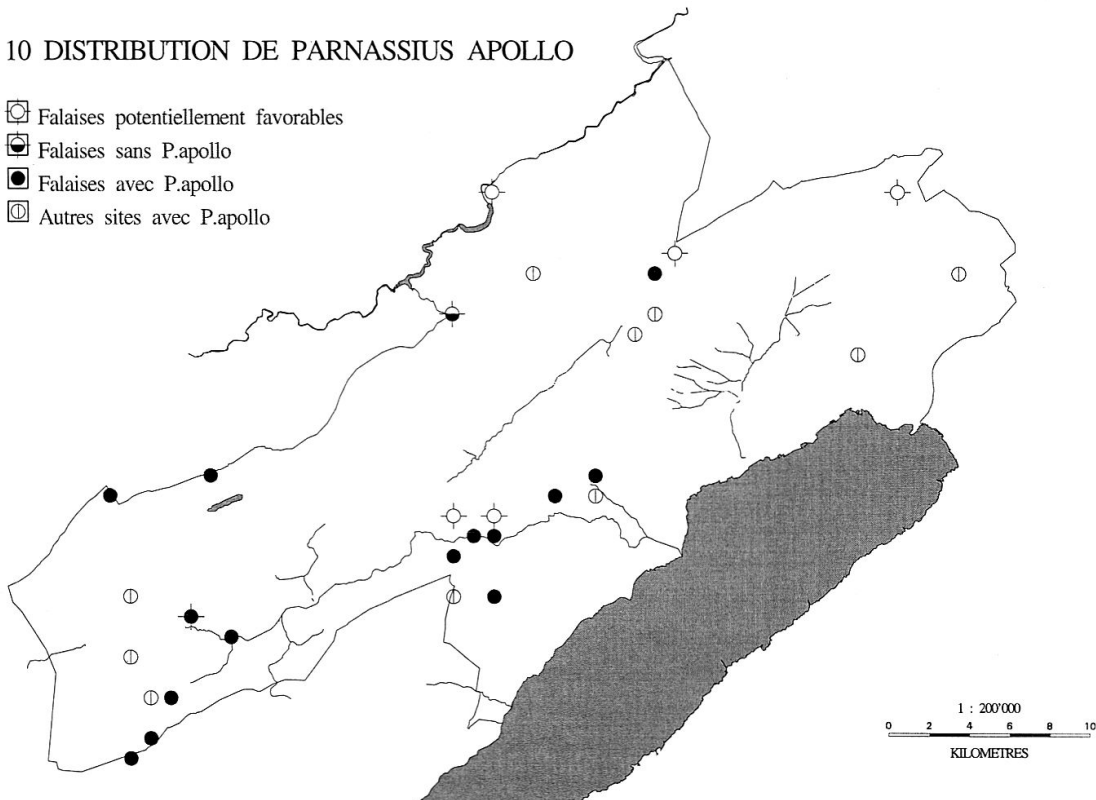 10 DISTRIBUTION DE PARNASSIUS APOLLO
Falaises potentiellement favorables
Falaises sans P.apollo
Falaises avec P.apollo
Autres sites avec P.apollo
1 : 200'000
0 2 4 6 8 10
KILOMETRES